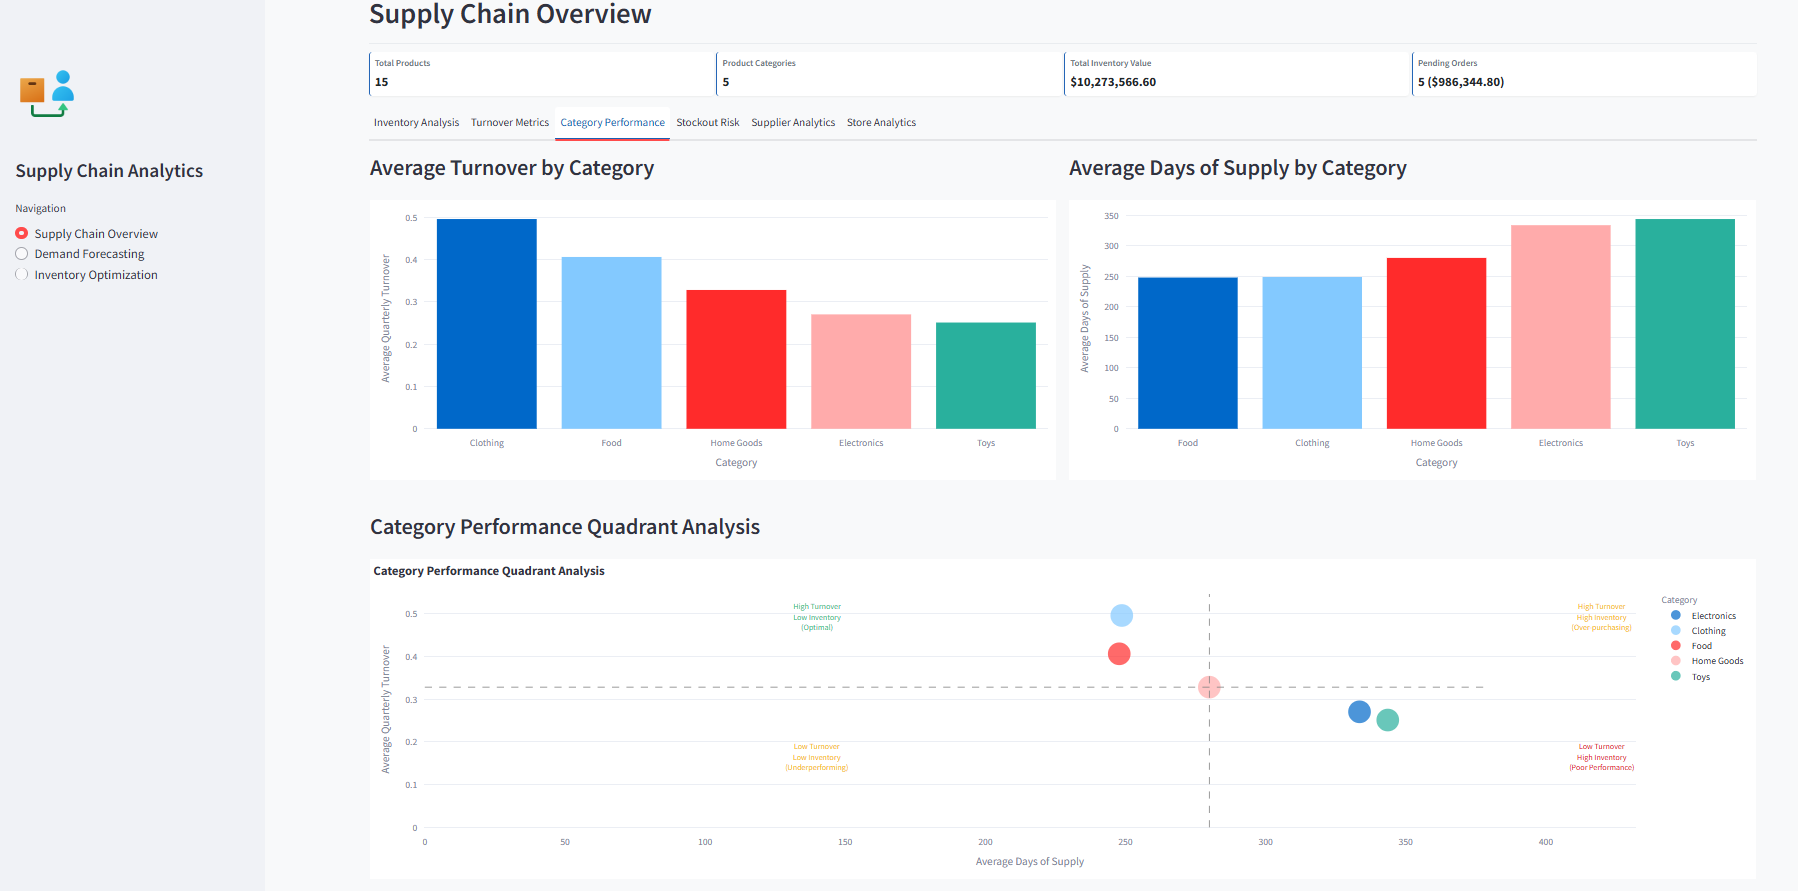 Supply Chain Analytics
Navigation
Supply Chain Overview
Demand Forecasting
Inventory Optimization
Supply Chain Overview
Total Products
15
Product Categories
5
Total Inventory Value
$10,273,566.60
Pending Orders
5 ($986,344.80)
Inventory Analysis Turnover Metrics Category Performance Stockout Risk Supplier Analytics Store Analytics
Average Turnover by Category
Average Quarterly Turnover
0.5
0.4
0.3
0.2
0.1
0
Clothing Food Home Goods Electronics Toys
Category
Average Days of Supply by Category
Average Days of Supply
350
300
250
200
150
100
50
0
Food Clothing Home Goods Electronics Toys
Category
Category Performance Quadrant Analysis
Category Performance Quadrant Analysis
Average Quarterly Turnover
0.5
0.4
0.3
0.2
0.1
0
High Turnover
Low Inventory
(Optimal)
High Turnover
High Inventory
(Over-purchasing)
Low Turnover
Low Inventory
(Underperforming)
Low Turnover
High Inventory
(Poor Performance)
0 50 100 150 200 250 300 350 400
Average Days of Supply
Category
Electronics
Clothing
Food
Home Goods
Toys